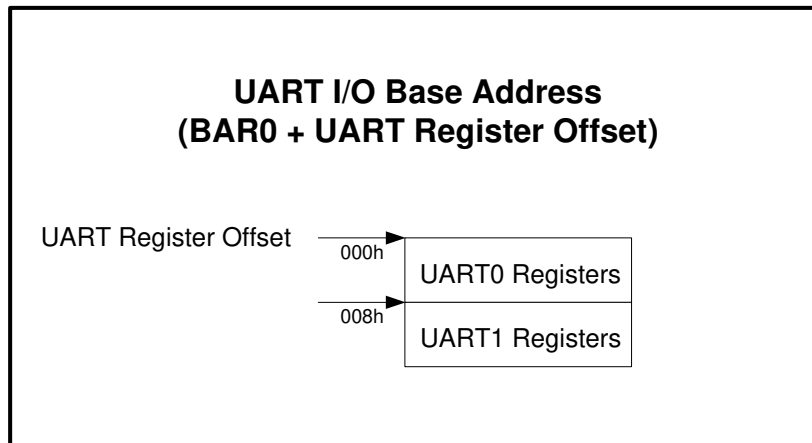 UART I/O Base Address
(BAR0 + UART Register Offset)
UART Register Offset
000h
UART0 Registers
008h
UART1 Registers